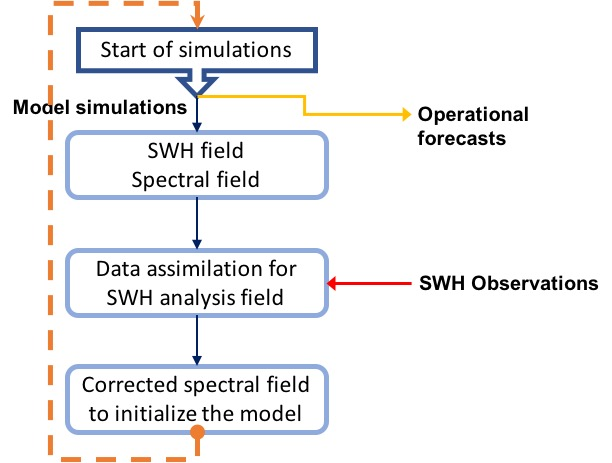 Start of simulations
Model simulations
Operational
forecasts
SWH field
Spectral field
Data assimilation for
SWH analysis field
SWH Observations
Corrected spectral field
to initialize the model